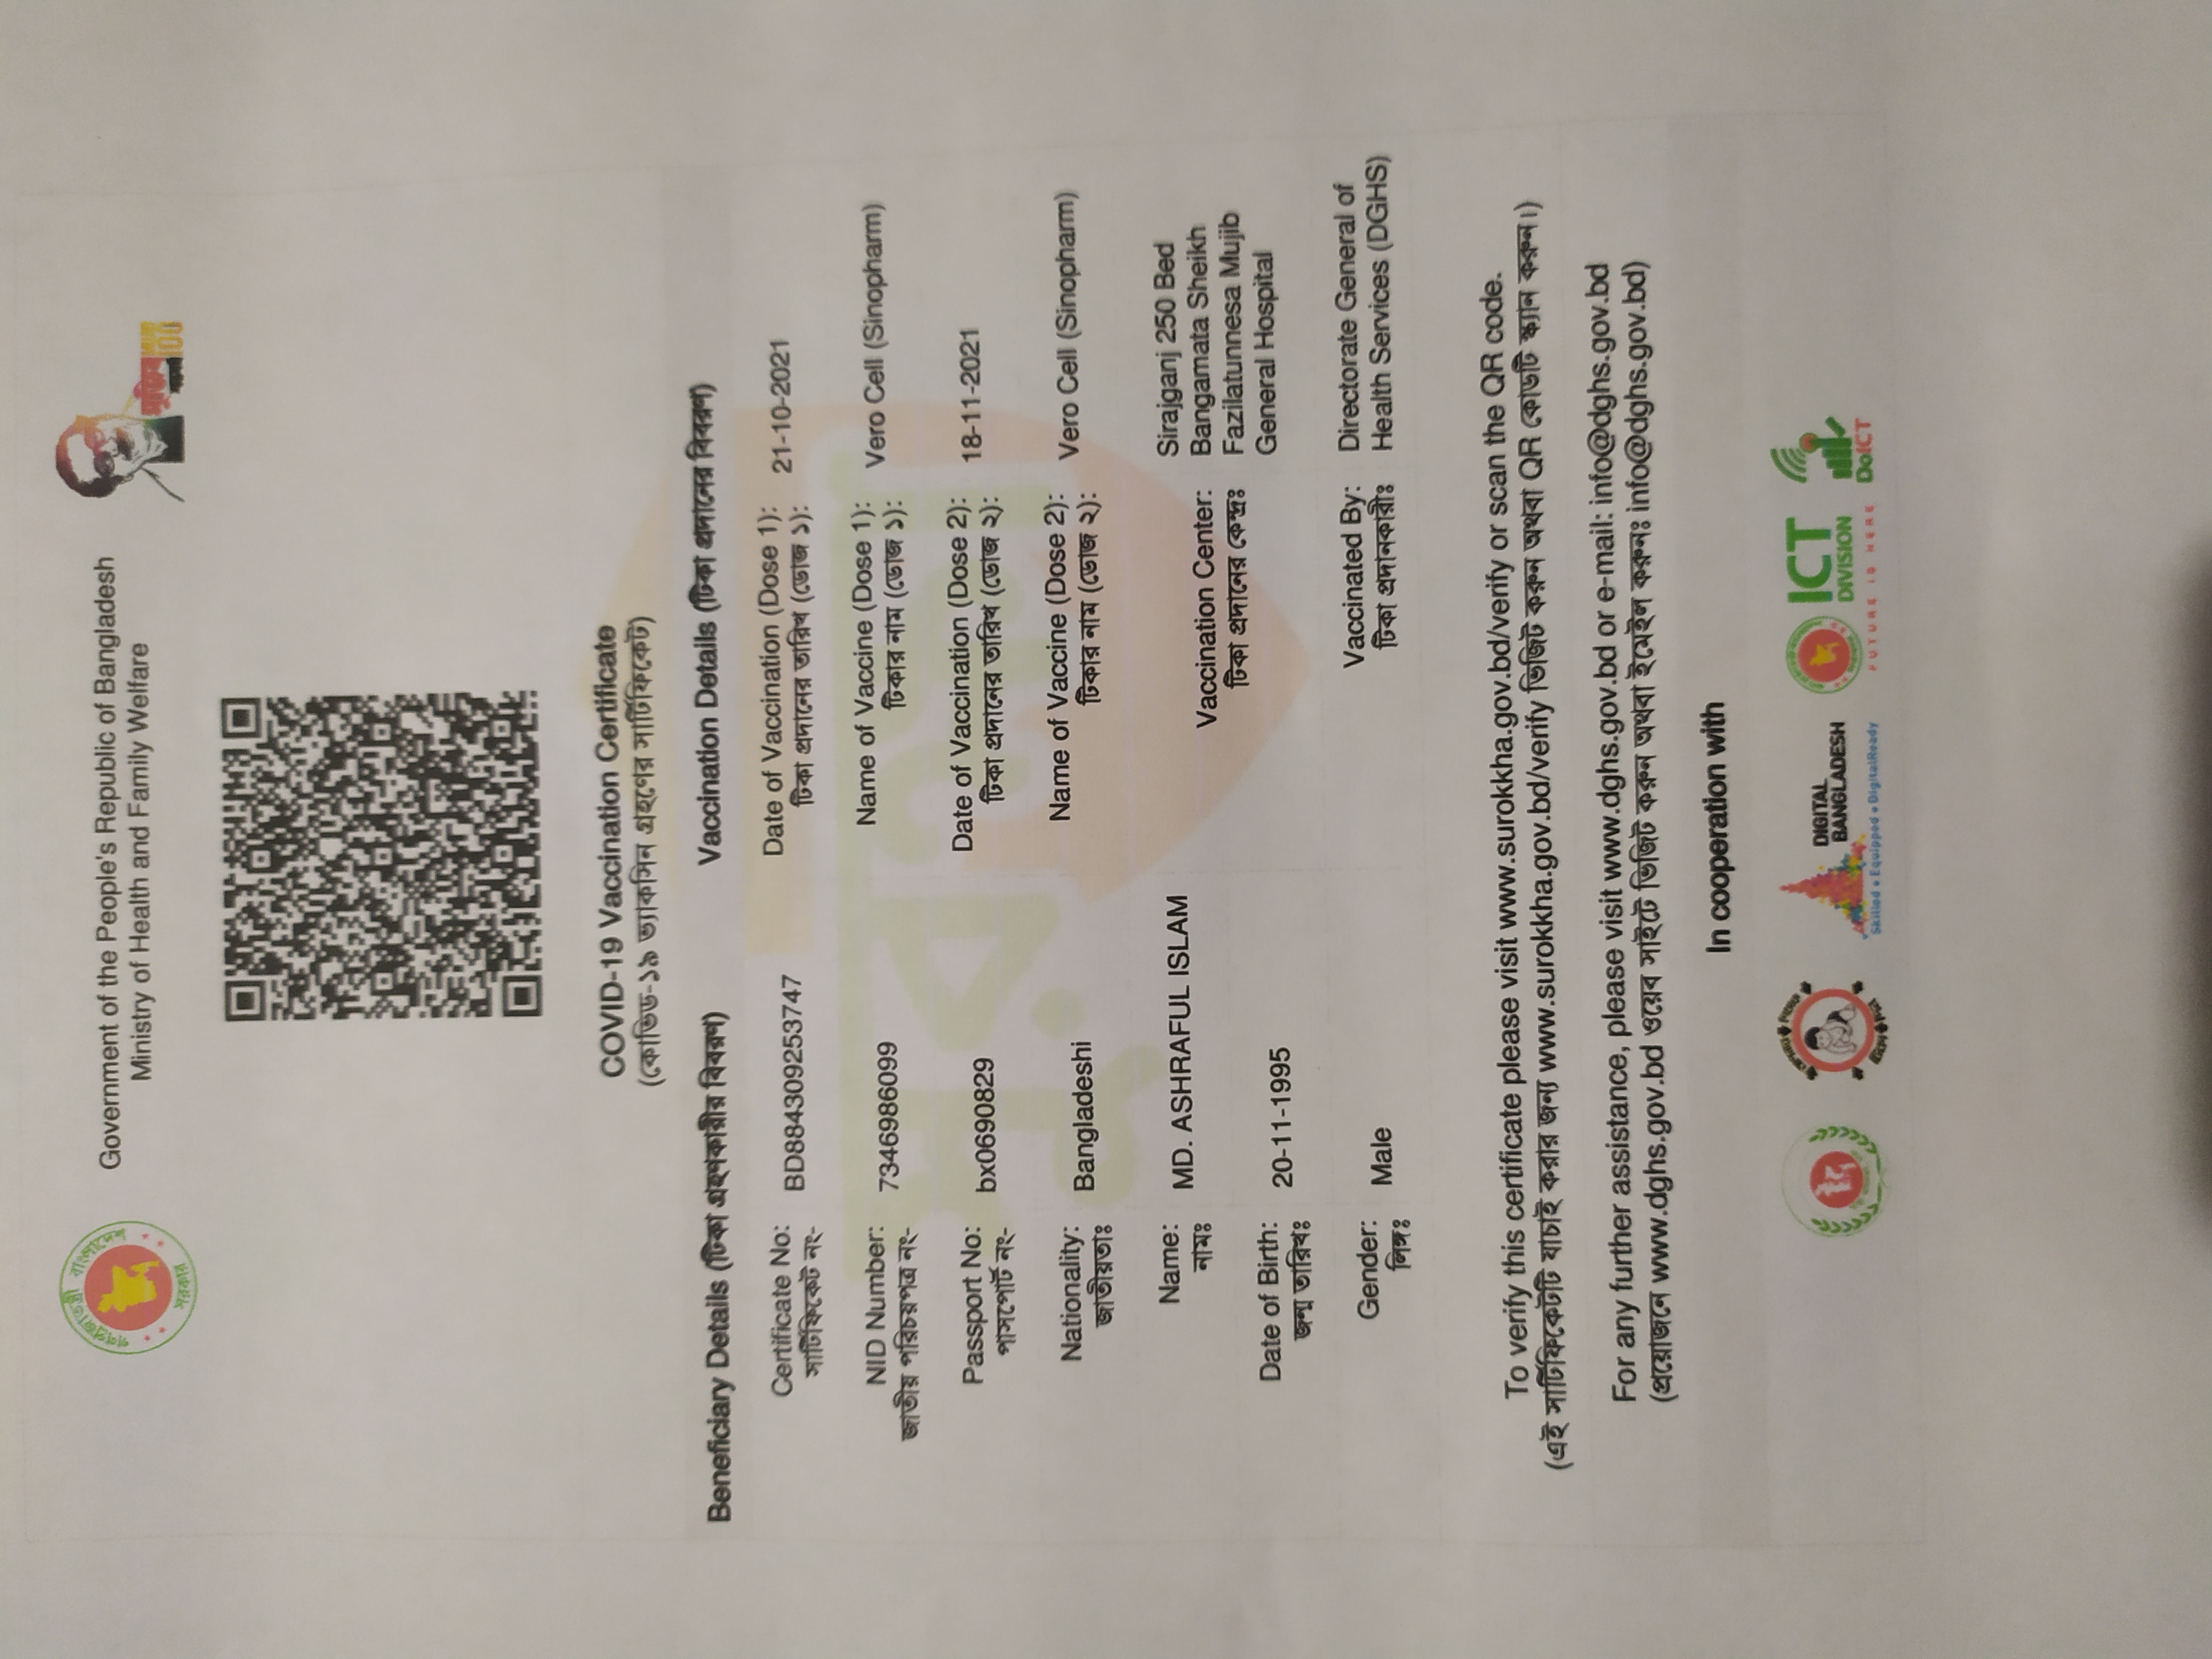 Government of the People's Republic of Bangladesh
Ministry of Health and Family Welfare
COVID-19 Vaccination Certificate
(কোভিড-১৯ ভ্যাকসিন গ্রহণের সার্টিফিকেট)
Beneficiary Details (টিকা গ্রহণকারীর বিবরণ)
Certificate No: BD884309253747
সার্টিফিকেট নং-
NID Number: 7346986099
জাতীয় পরিচয়পত্র নং-
Passport No: bx0690829
পাসপোর্ট নং-
Nationality: Bangladeshi
জাতীয়তাঃ
Name: MD. ASHRAFUL ISLAM
নামঃ
Date of Birth: 20-11-1995
জন্ম তারিখঃ
Gender: Male
লিঙ্গঃ
Vaccination Details (টিকা প্রদানের বিবরণ)
Date of Vaccination (Dose 1): 21-10-2021
টিকা প্রদানের তারিখ (ডোজ ১):
Name of Vaccine (Dose 1): Vero Cell (Sinopharm)
টিকার নাম (ডোজ ১):
Date of Vaccination (Dose 2): 18-11-2021
টিকা প্রদানের তারিখ (ডোজ ২):
Name of Vaccine (Dose 2): Vero Cell (Sinopharm)
টিকার নাম (ডোজ ২):
Vaccination Center:
টিকা প্রদানের কেন্দ্রঃ
Sirajganj 250 Bed
Bangamata Sheikh
Fazilatunnesa Mujib
General Hospital
Vaccinated By:
টিকা প্রদানকারীঃ
Directorate General of
Health Services (DGHS)
To verify this certificate please visit www.surokkha.gov.bd/verify or scan the QR code.
(এই সার্টিফিকেটটি যাচাই করার জন্য www.surokkha.gov.bd/verify ভিজিট করুন অথবা QR কোডটি স্ক্যান করুন।)
For any further assistance, please visit www.dghs.gov.bd or e-mail: info@dghs.gov.bd
(প্রয়োজনে www.dghs.gov.bd ওয়েব সাইটে ভিজিট করুন অথবা ইমেইল করুনঃ info@dghs.gov.bd)
In cooperation with
DIGITAL
BANGLADESH
Skilled • Equipped • DigitalReady
ICT
DIVISION
FUTURE IS HERE
DoICT